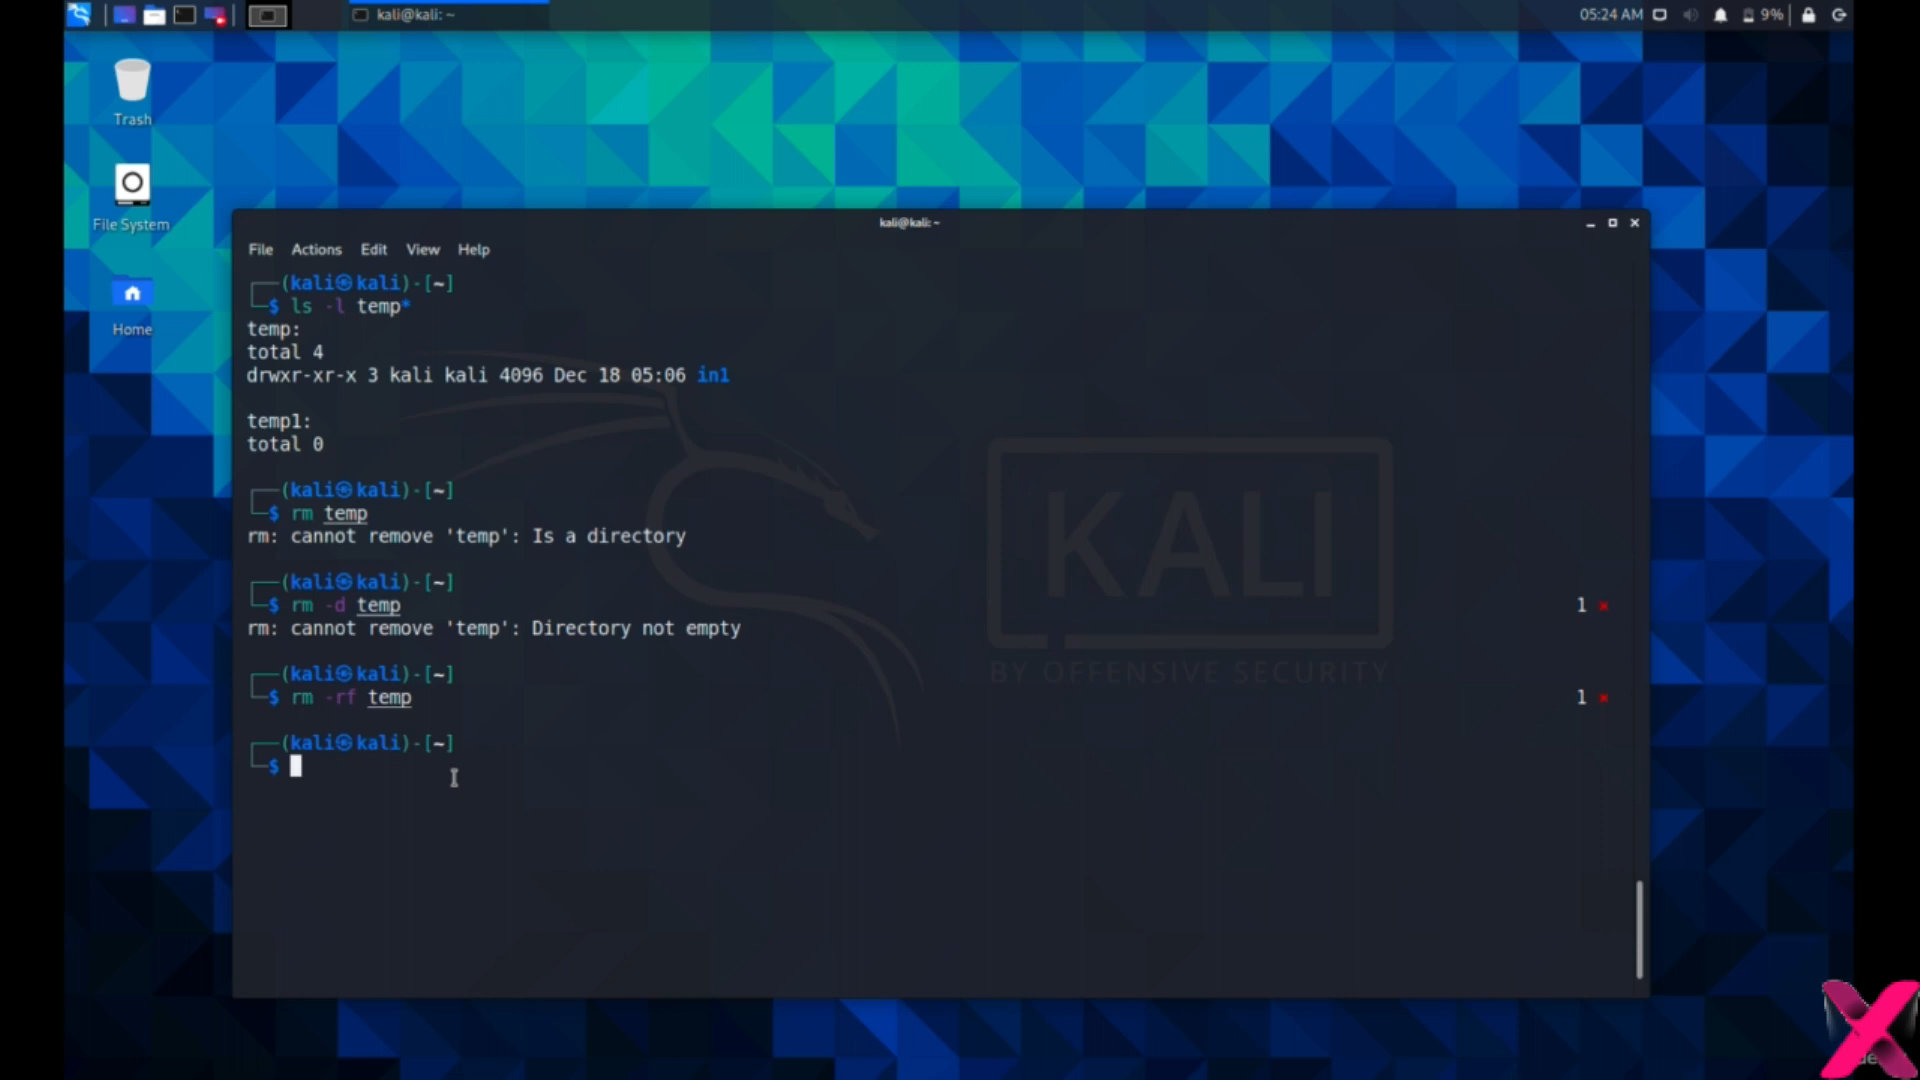 kali@kali: ~
05:24 AM
9%
Trash
File System
Home
kali@kali: ~
File Actions Edit View Help
(kali㉿kali)-[~]
$ ls -l temp*
temp:
total 4
drwxr-xr-x 3 kali kali 4096 Dec 18 05:06 in1
temp1:
total 0
(kali㉿kali)-[~]
$ rm temp
rm: cannot remove 'temp': Is a directory
(kali㉿kali)-[~]
$ rm -d temp 1 ×
rm: cannot remove 'temp': Directory not empty
(kali㉿kali)-[~]
$ rm -rf temp 1 ×
(kali㉿kali)-[~]
$
KALI
BY OFFENSIVE SECURITY